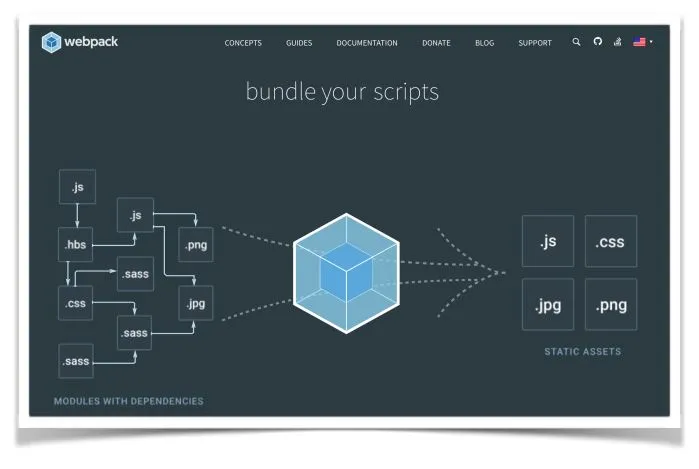 webpack
CONCEPTS GUIDES DOCUMENTATION DONATE BLOG SUPPORT
bundle your scripts
.js
.js
.hbs
.png
.sass
.css
.jpg
.sass
.sass
MODULES WITH DEPENDENCIES
.js .css
.jpg .png
STATIC ASSETS